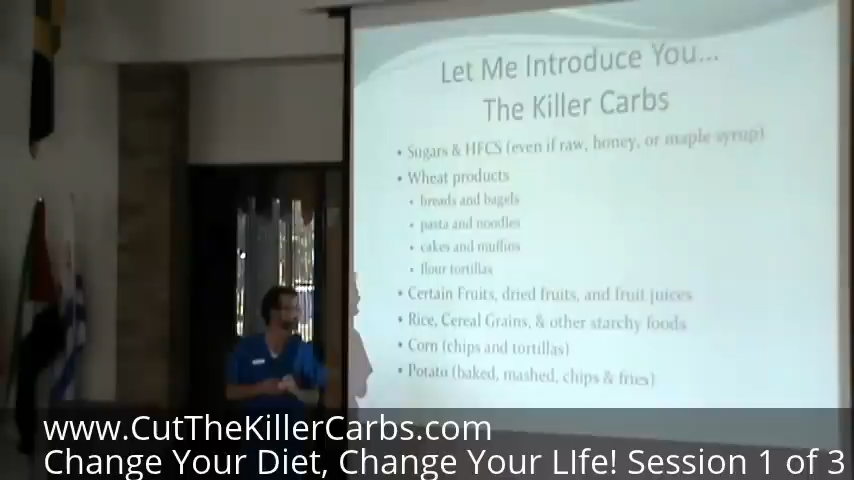 Let Me Introduce You...
The Killer Carbs
• Sugars & HFCS (even if raw, honey, or maple syrup)
• Wheat products
• breads and bagels
• pasta and noodles
• cakes and muffins
• flour tortillas
• Certain Fruits, dried fruits, and fruit juices
• Rice, Cereal Grains, & other starchy foods
• Corn (chips and tortillas)
• Potato (baked, mashed, chips & fries)
www.CutTheKillerCarbs.com
Change Your Diet, Change Your LIfe! Session 1 of 3